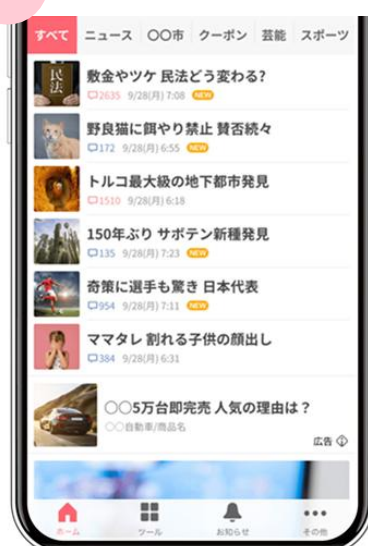 すべて ニュース 〇〇市 クーポン 芸能 スポーツ
民法
敷金やツケ 民法どう変わる?
2635 9/28(月) 7:08 NEW
野良猫に餌やり禁止 賛否続々
172 9/28(月) 6:55 NEW
トルコ最大級の地下都市発見
1510 9/28(月) 6:18
150年ぶり サボテン新種発見
135 9/28(月) 7:23 NEW
奇策に選手も驚き 日本代表
954 9/28(月) 7:11 NEW
ママタレ 割れる子供の顔出し
384 9/28(月) 6:31
〇〇5万台即完売 人気の理由は？
〇〇自動車/商品名
広告
ホーム ツール お知らせ その他